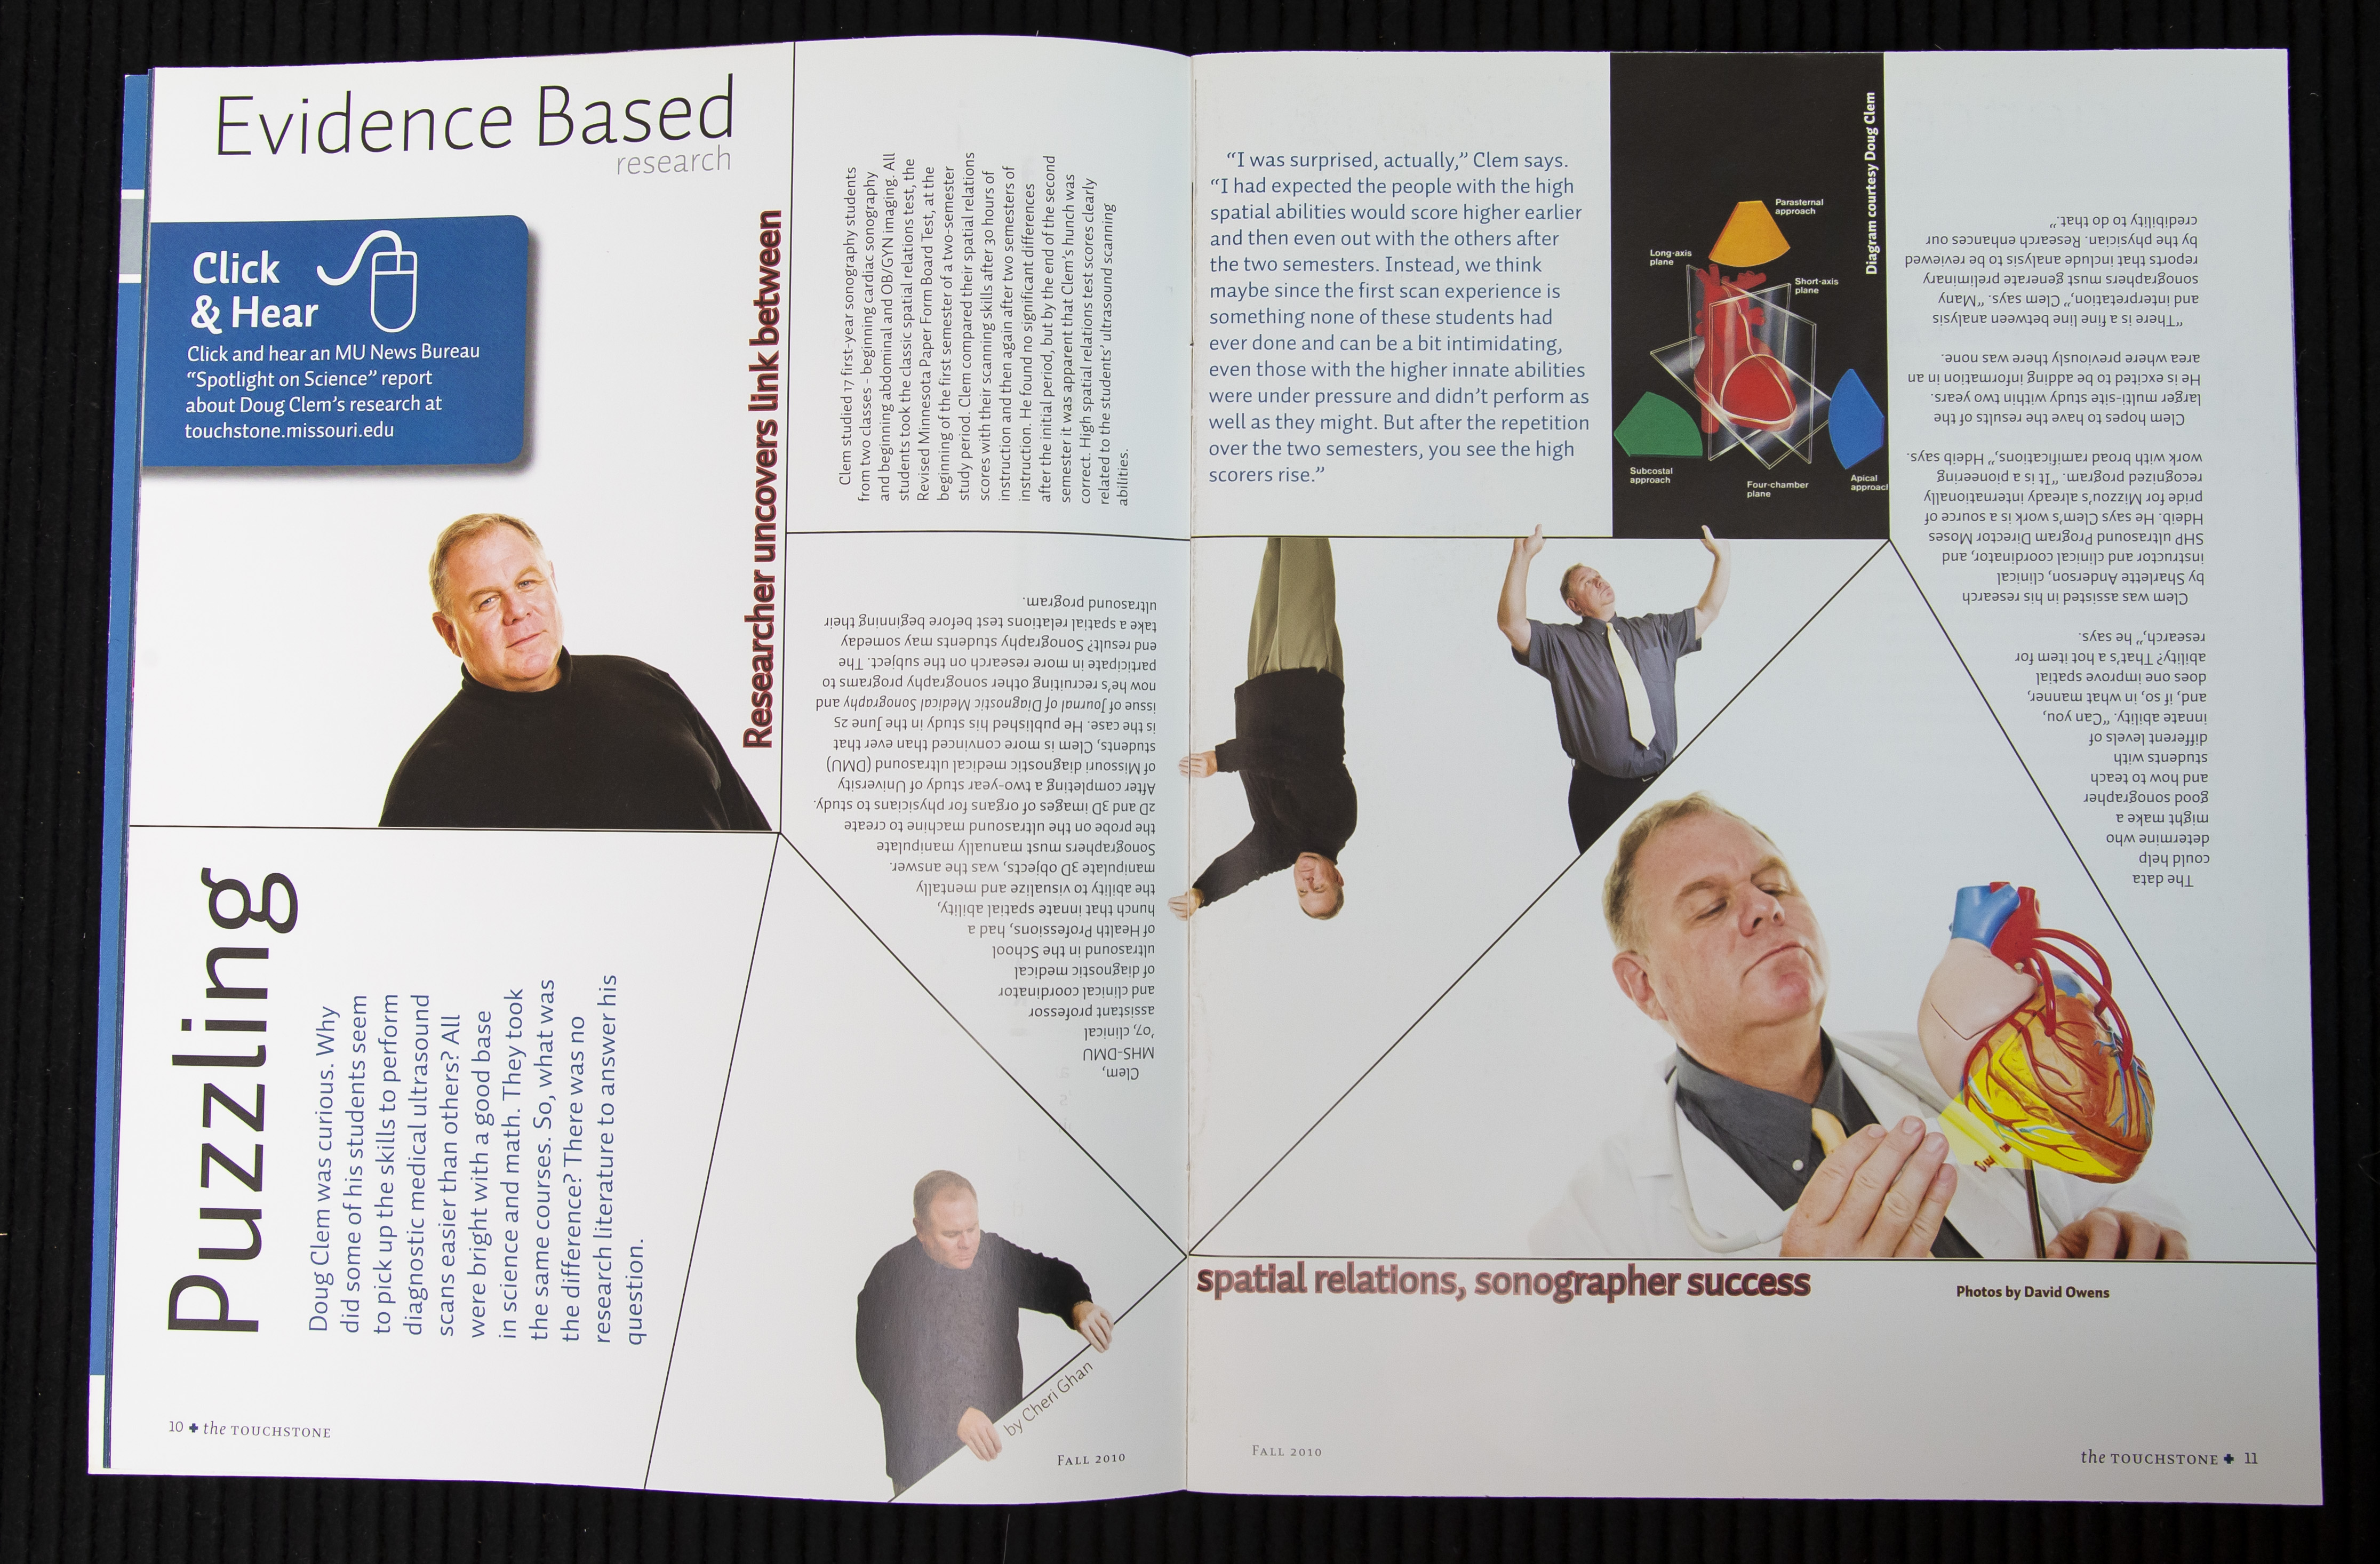 Evidence Based
research
Click
& Hear
Click and hear an MU News Bureau
“Spotlight on Science” report
about Doug Clem’s research at
touchstone.missouri.edu
Researcher uncovers link between
spatial relations, sonographer success
Puzzling
Doug Clem was curious. Why
did some of his students seem
to pick up the skills to perform
diagnostic medical ultrasound
scans easier than others? All
were bright with a good base
in science and math. They took
the same courses. So, what was
the difference? There was no
research literature to answer his
question.
by Cheri Ghan
Clem,
MHS-DMU
’07, clinical
assistant professor
and clinical coordinator
of diagnostic medical
ultrasound in the School
of Health Professions, had a
hunch that innate spatial ability,
the ability to visualize and mentally
manipulate 3D objects, was the answer.
Sonographers must manually manipulate
the probe on the ultrasound machine to create
2D and 3D images of organs for physicians to study.
After completing a two-year study of University
of Missouri diagnostic medical ultrasound (DMU)
students, Clem is more convinced than ever that
is the case. He published his study in the June 25
issue of Journal of Diagnostic Medical Sonography and
now he’s recruiting other sonography programs to
participate in more research on the subject. The
end result? Sonography students may someday
take a spatial relations test before beginning their
ultrasound program.
Clem studied 17 first-year sonography students
from two classes - beginning cardiac sonography
and beginning abdominal and OB/GYN imaging. All
students took the classic spatial relations test, the
Revised Minnesota Paper Form Board Test, at the
beginning of the first semester of a two-semester
study period. Clem compared their spatial relations
scores with their scanning skills after 30 hours of
instruction and then again after two semesters of
instruction. He found no significant differences
after the initial period, but by the end of the second
semester it was apparent that Clem’s hunch was
correct. High spatial relations test scores clearly
related to the students’ ultrasound scanning
abilities.
“I was surprised, actually,” Clem says.
“I had expected the people with the high
spatial abilities would score higher earlier
and then even out with the others after
the two semesters. Instead, we think
maybe since the first scan experience is
something none of these students had
ever done and can be a bit intimidating,
even those with the higher innate abilities
were under pressure and didn’t perform as
well as they might. But after the repetition
over the two semesters, you see the high
scorers rise.”
Parasternal
approach
Long-axis
plane
Short-axis
plane
Subcostal
approach
Four-chamber
plane
Apical
approach
Diagram courtesy Doug Clem
The data
could help
determine who
might make a
good sonographer
and how to teach
students with
different levels of
innate ability. “Can you,
and, if so, in what manner,
does one improve spatial
ability? That’s a hot item for
research,” he says.
Clem was assisted in his research
by Sharlette Anderson, clinical
instructor and clinical coordinator, and
SHP ultrasound Program Director Moses
Hdeib. He says Clem’s work is a source of
pride for Mizzou’s already internationally
recognized program. “It is a pioneering
work with broad ramifications,” Hdeib says.
Clem hopes to have the results of the
larger multi-site study within two years.
He is excited to be adding information in an
area where previously there was none.
“There is a fine line between analysis
and interpretation,” Clem says. “Many
sonographers must generate preliminary
reports that include analysis to be reviewed
by the physician. Research enhances our
credibility to do that.”
Photos by David Owens
10 the TOUCHSTONE
FALL 2010
FALL 2010
the TOUCHSTONE 11